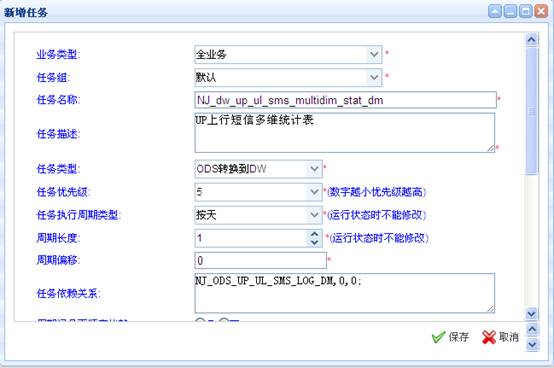 新增任务
业务类型: 全业务 *
任务组: 默认 *
任务名称: NJ_dw_up_ul_sms_multidim_stat_dm *
任务描述: UP上行短信多维统计表 *
任务类型: ODS转换到DW *
任务优先级: 5 *(数字越小优先级越高)
任务执行周期类型: 按天 *(运行状态时不能修改)
周期长度: 1 *(运行状态时不能修改)
周期偏移: 0 *
任务依赖关系: NJ_ODS_UP_UL_SMS_LOG_DM,0,0;
保存 取消